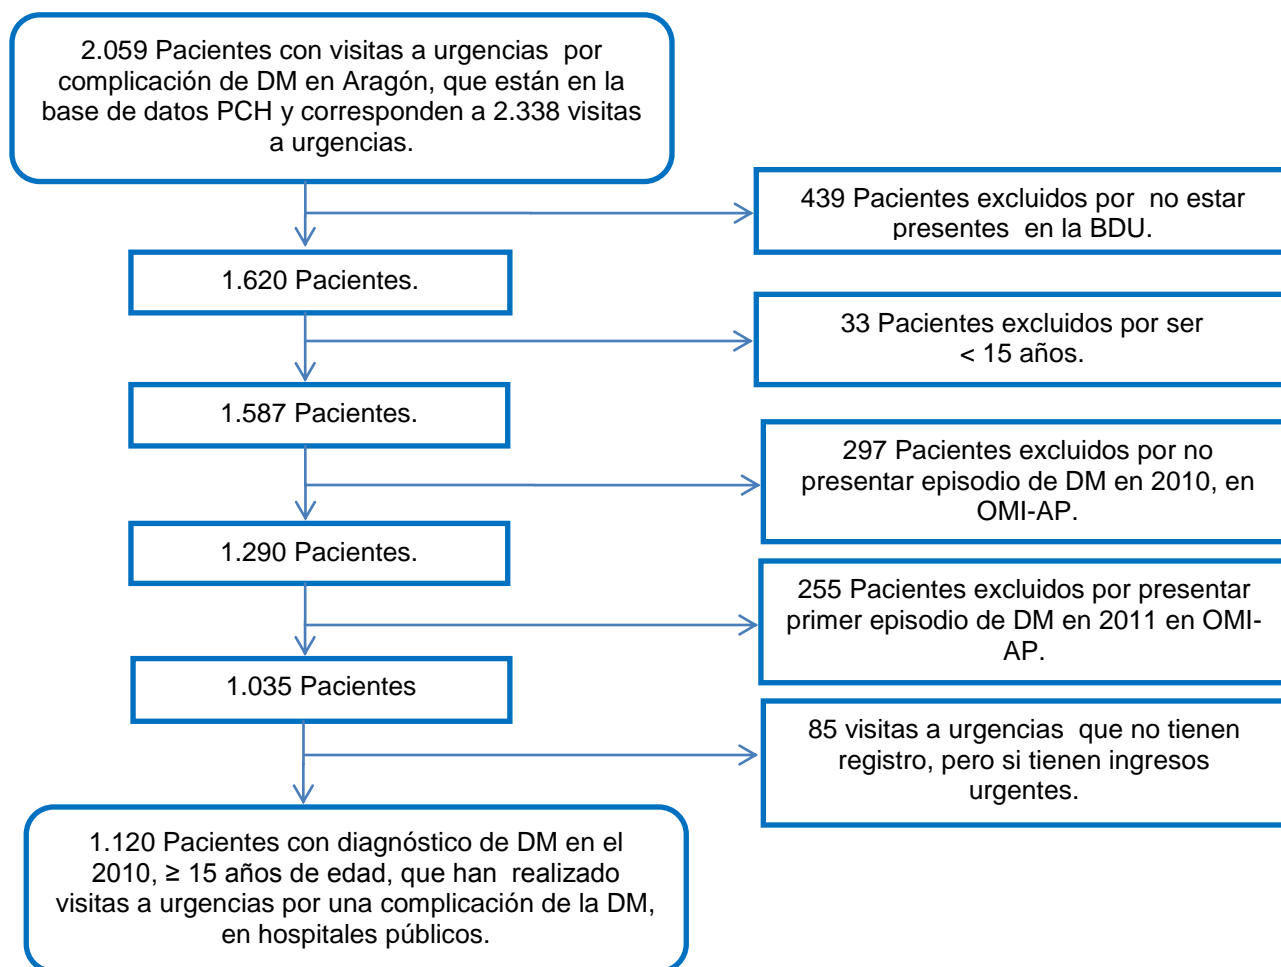 2.059 Pacientes con visitas a urgencias por
complicación de DM en Aragón, que están en la
base de datos PCH y corresponden a 2.338 visitas
a urgencias.
439 Pacientes excluidos por no estar
presentes en la BDU.
1.620 Pacientes.
33 Pacientes excluidos por ser
< 15 años.
1.587 Pacientes.
297 Pacientes excluidos por no
presentar episodio de DM en 2010, en
OMI-AP.
1.290 Pacientes.
255 Pacientes excluidos por presentar
primer episodio de DM en 2011 en OMI-
AP.
1.035 Pacientes
85 visitas a urgencias que no tienen
registro, pero si tienen ingresos
urgentes.
1.120 Pacientes con diagnóstico de DM en el
2010, ≥ 15 años de edad, que han realizado
visitas a urgencias por una complicación de la DM,
en hospitales públicos.